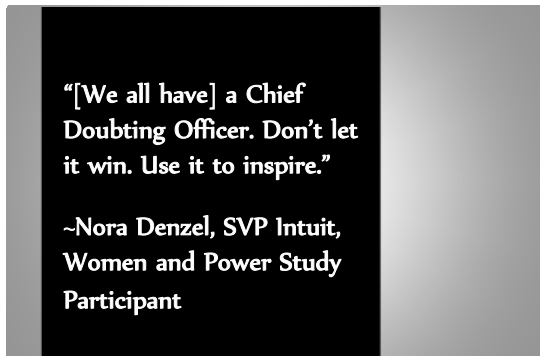 “[We all have] a Chief
Doubting Officer. Don’t let
it win. Use it to inspire.”
~Nora Denzel, SVP Intuit,
Women and Power Study
Participant